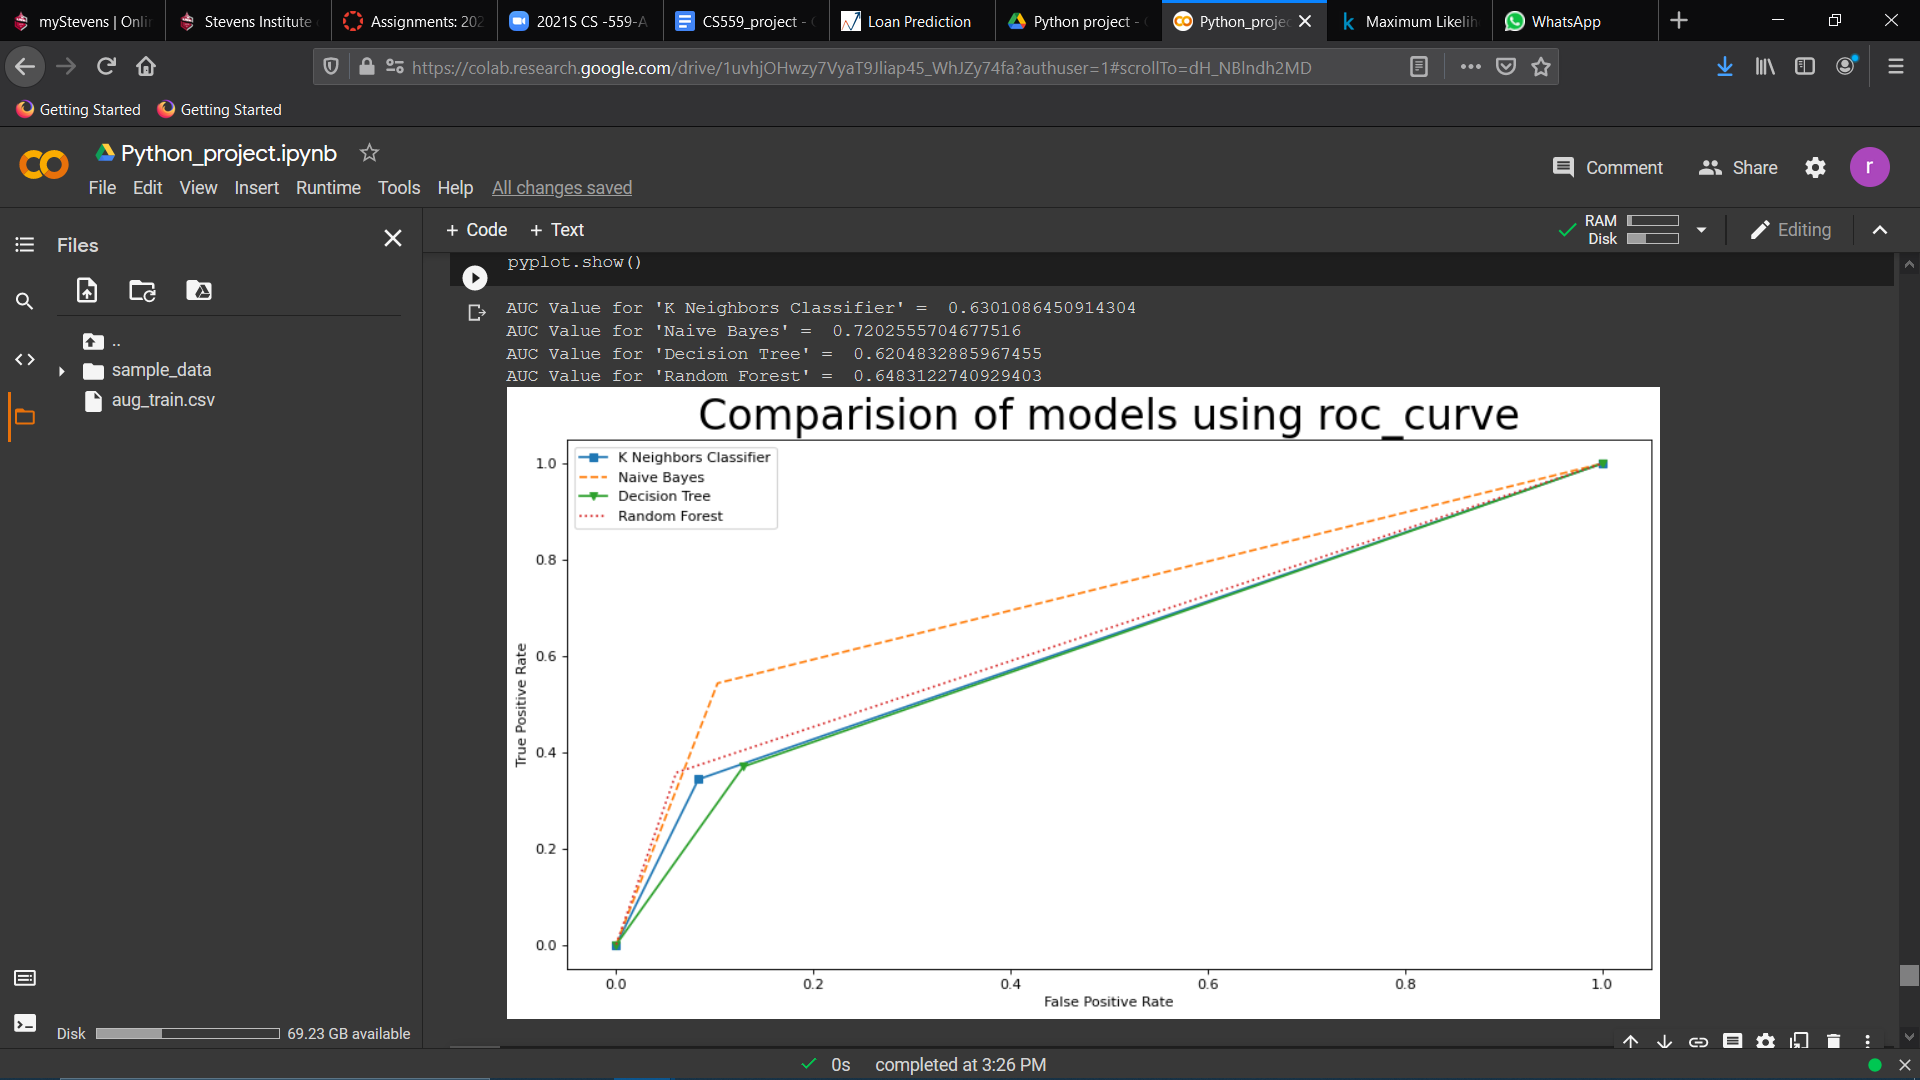 myStevens | Onli
Stevens Institute
Assignments: 202
2021S CS -559-A
CS559_project -
Loan Prediction
Python project -
Python_projec
Maximum Likelih
WhatsApp
https://colab.research.google.com/drive/1uvhjOHwzy7VyaT9Jliap45_WhJZy74fa?authuser=1#scrollTo=dH_NBlndh2MD
Getting Started Getting Started
Python_project.ipynb
Comment Share r
File Edit View Insert Runtime Tools Help All changes saved
Files
+ Code + Text
RAM
Disk
Editing
pyplot.show()
..
sample_data
aug_train.csv
AUC Value for 'K Neighbors Classifier' = 0.6301086450914304
AUC Value for 'Naive Bayes' = 0.7202555704677516
AUC Value for 'Decision Tree' = 0.6204832885967455
AUC Value for 'Random Forest' = 0.6483122740929403
Comparision of models using roc_curve
K Neighbors Classifier
Naive Bayes
Decision Tree
Random Forest
1.0
0.8
0.6
0.4
0.2
0.0
True Positive Rate
0.0 0.2 0.4 0.6 0.8 1.0
False Positive Rate
Disk 69.23 GB available
0s completed at 3:26 PM